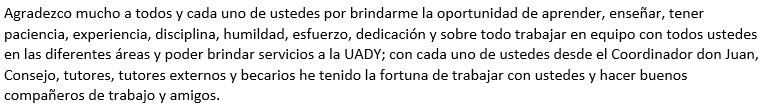 Agradezco mucho a todos y cada uno de ustedes por brindarme la oportunidad de aprender, enseñar, tener
paciencia, experiencia, disciplina, humildad, esfuerzo, dedicación y sobre todo trabajar en equipo con todos ustedes
en las diferentes áreas y poder brindar servicios a la UADY; con cada uno de ustedes desde el Coordinador don Juan,
Consejo, tutores, tutores externos y becarios he tenido la fortuna de trabajar con ustedes y hacer buenos
compañeros de trabajo y amigos.